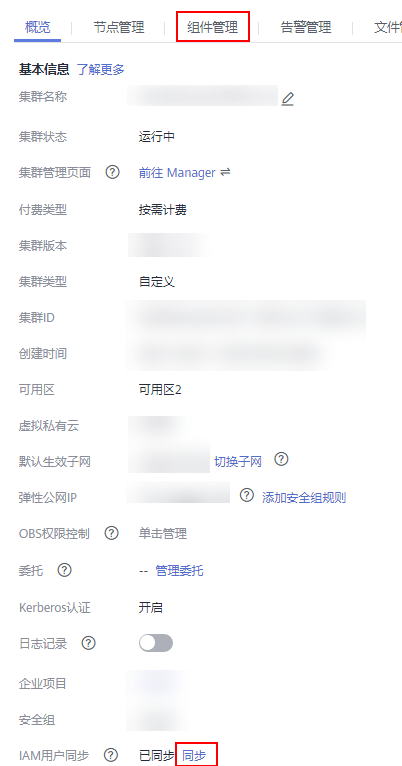 概览 节点管理 组件管理 告警管理 文件
基本信息 了解更多
集群名称
集群状态 运行中
集群管理页面 前往 Manager
付费类型 按需计费
集群版本
集群类型 自定义
集群ID
创建时间
可用区 可用区2
虚拟私有云
默认生效子网 切换子网
弹性公网IP 添加安全组规则
OBS权限控制 单击管理
委托 -- 管理委托
Kerberos认证 开启
日志记录
企业项目
安全组
IAM用户同步 已同步 同步